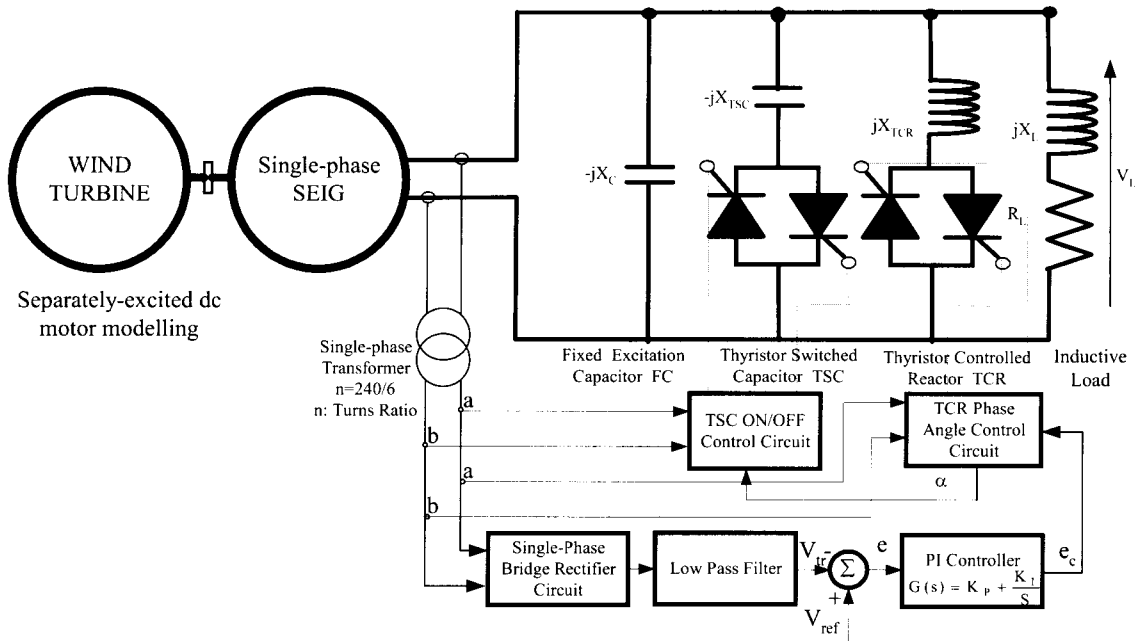 WIND
TURBINE
Single-phase
SEIG
Separately-excited dc
motor modelling
-jX_C
-jX_TSC
jX_TCR
jX_L
R_L
V_L
Single-phase
Transformer
n=240/6
n: Turns Ratio
Fixed Excitation
Capacitor FC
Thyristor Switched
Capacitor TSC
Thyristor Controlled
Reactor TCR
Inductive
Load
a
b
a
b
TSC ON/OFF
Control Circuit
TCR Phase
Angle Control
Circuit
α
Single-Phase
Bridge Rectifier
Circuit
Low Pass Filter
V_tr
-
Σ
+
V_ref
e
PI Controller
G(s) = K_P + K_I/S
e_c